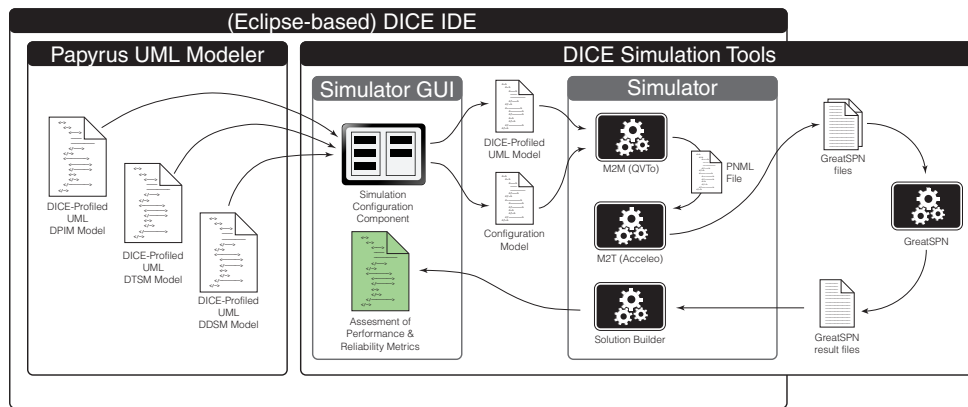 (Eclipse-based) DICE IDE
Papyrus UML Modeler
DICE-Profiled
UML
DPIM Model
DICE-Profiled
UML
DTSM Model
DICE-Profiled
UML
DDSM Model
DICE Simulation Tools
Simulator GUI
Simulation
Configuration
Component
Assesment of
Performance &
Reliability Metrics
DICE-Profiled
UML Model
Configuration
Model
Simulator
M2M (QVTo)
PNML
File
M2T (Acceleo)
Solution Builder
GreatSPN
files
GreatSPN
GreatSPN
result files